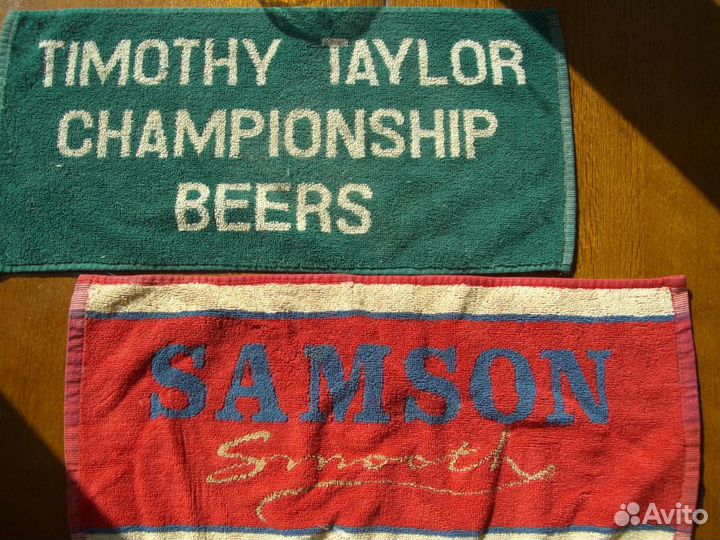 TIMOTHY TAYLOR
CHAMPIONSHIP
BEERS
SAMSON
Smooth
Avito